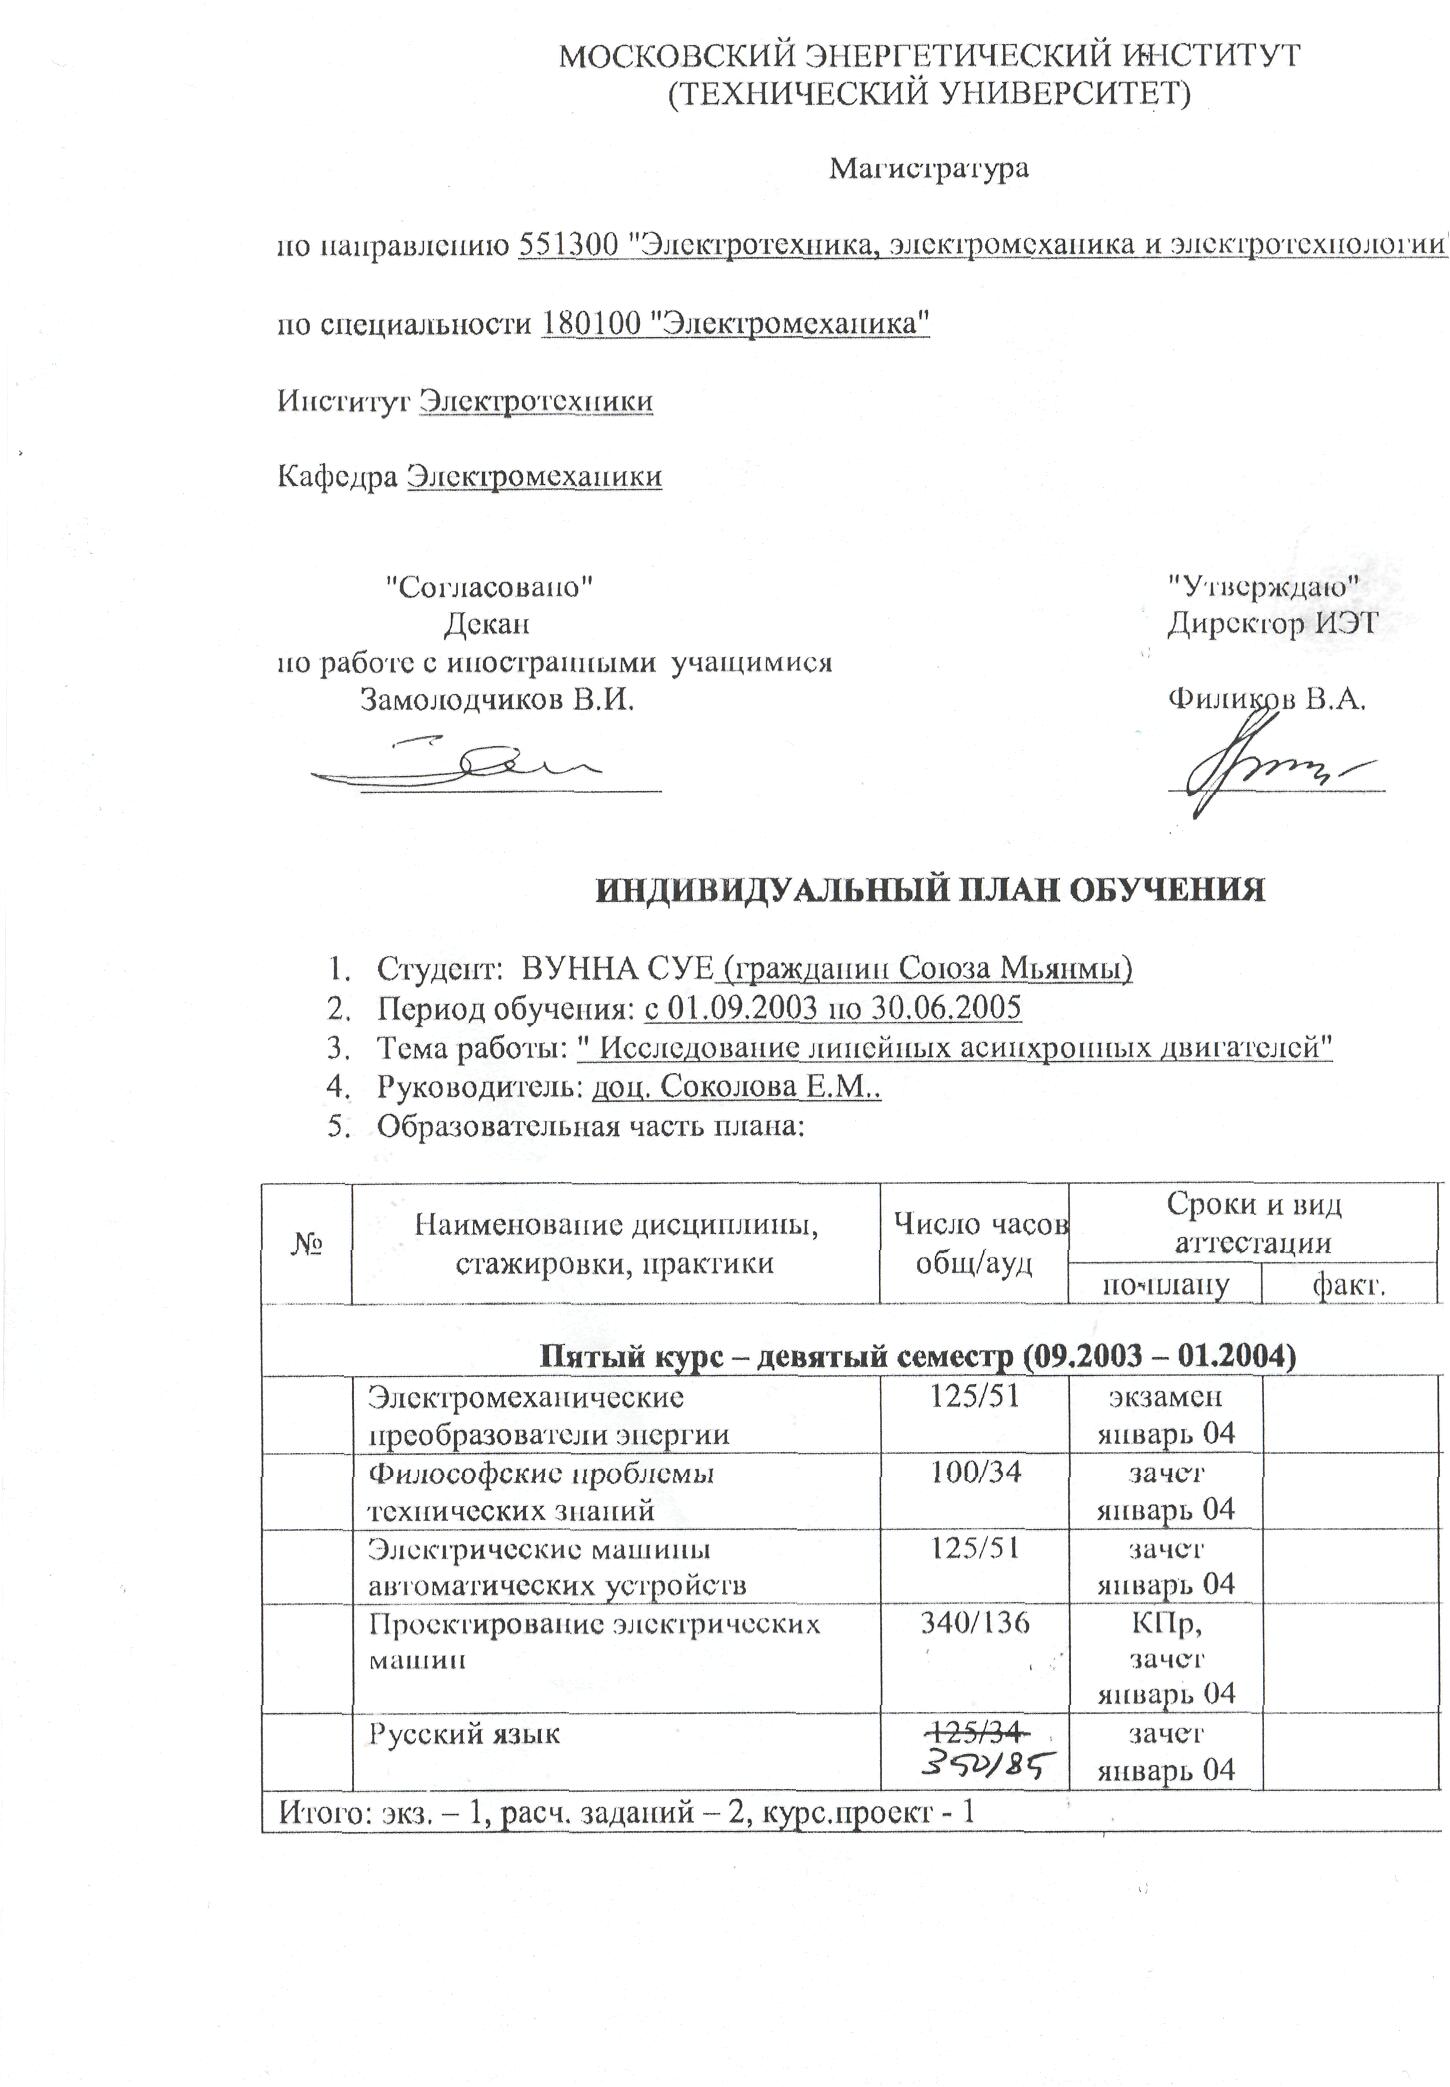 МОСКОВСКИЙ ЭНЕРГЕТИЧЕСКИЙ ИНСТИТУТ
(ТЕХНИЧЕСКИЙ УНИВЕРСИТЕТ)
Магистратура
по направлению 551300 "Электротехника, электромеханика и электротехнологии"
по специальности 180100 "Электромеханика"
Институт Электротехники
Кафедра Электромеханики
"Согласовано"
Декан
по работе с иностранными учащимися
Замолодчиков В.И.
"Утверждаю"
Директор ИЭТ
Филиков В.А.
ИНДИВИДУАЛЬНЫЙ ПЛАН ОБУЧЕНИЯ
1. Студент: ВУННА СУЕ (гражданин Союза Мьянмы)
2. Период обучения: с 01.09.2003 по 30.06.2005
3. Тема работы: " Исследование линейных асинхронных двигателей"
4. Руководитель: доц. Соколова Е.М..
5. Образовательная часть плана:
№
Наименование дисциплины,
стажировки, практики
Число часов
общ/ауд
Сроки и вид
аттестации
по плану
факт.
Пятый курс – девятый семестр (09.2003 – 01.2004)
Электромеханические
преобразователи энергии
125/51
экзамен
январь 04
Философские проблемы
технических знаний
100/34
зачет
январь 04
Электрические машины
автоматических устройств
125/51
зачет
январь 04
Проектирование электрических
машин
340/136
КПр,
зачет
январь 04
Русский язык
125/34
350/85
зачет
январь 04
Итого: экз. – 1, расч. заданий – 2, курс.проект - 1